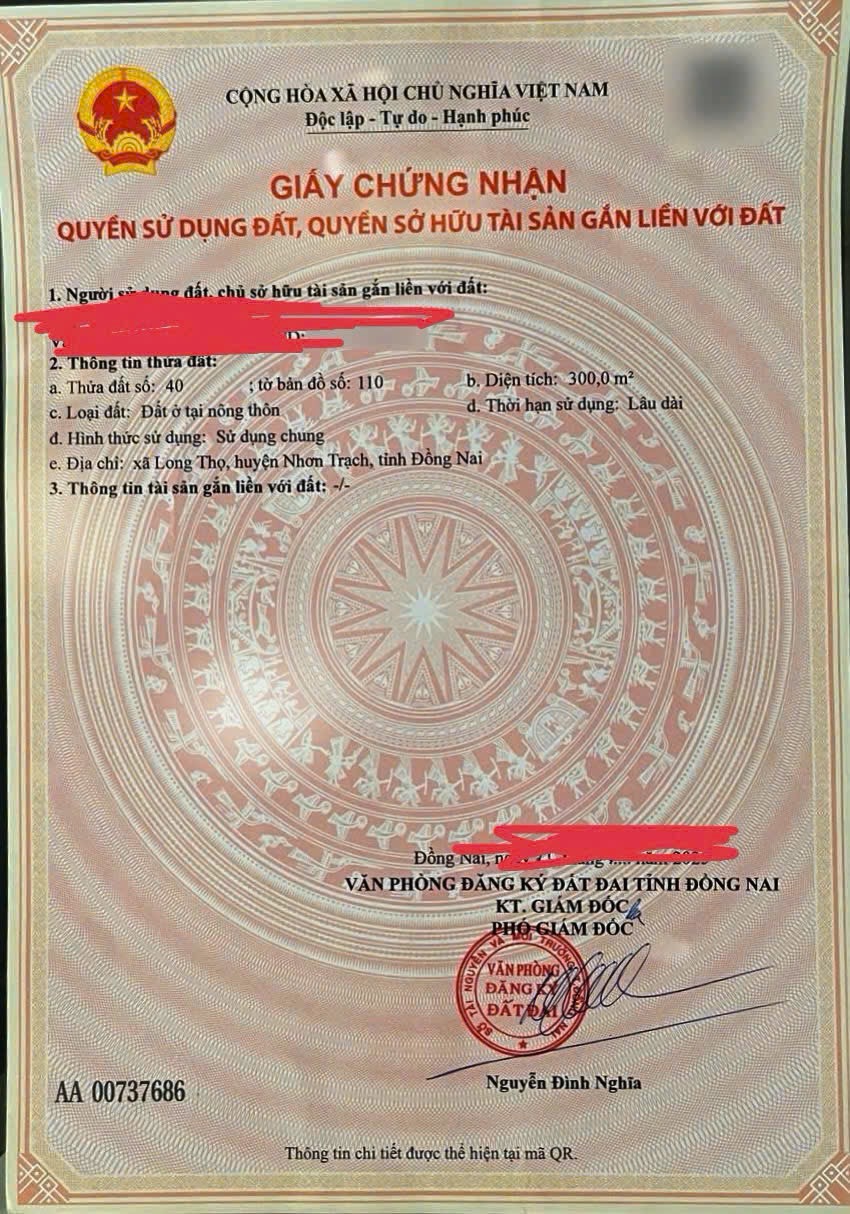 CỘNG HÒA XÃ HỘI CHỦ NGHĨA VIỆT NAM
Độc lập - Tự do - Hạnh phúc
GIẤY CHỨNG NHẬN
QUYỀN SỬ DỤNG ĐẤT, QUYỀN SỞ HỮU TÀI SẢN GẮN LIỀN VỚI ĐẤT
1. Người sử dụng đất, chủ sở hữu tài sản gắn liền với đất:
2. Thông tin thửa đất:
a. Thửa đất số: 40 ; tờ bản đồ số: 110 b. Diện tích: 300,0 m²
c. Loại đất: Đất ở tại nông thôn d. Thời hạn sử dụng: Lâu dài
đ. Hình thức sử dụng: Sử dụng chung
e. Địa chỉ: xã Long Thọ, huyện Nhơn Trạch, tỉnh Đồng Nai
3. Thông tin tài sản gắn liền với đất: -/-
Đồng Nai,
VĂN PHÒNG ĐĂNG KÝ ĐẤT ĐAI TỈNH ĐỒNG NAI
KT. GIÁM ĐỐC
PHÓ GIÁM ĐỐC
SỞ TÀI NGUYÊN VÀ MÔI TRƯỜNG
VĂN PHÒNG
ĐĂNG KÝ
ĐẤT ĐAI
Nguyễn Đình Nghĩa
AA 00737686
Thông tin chi tiết được thể hiện tại mã QR.